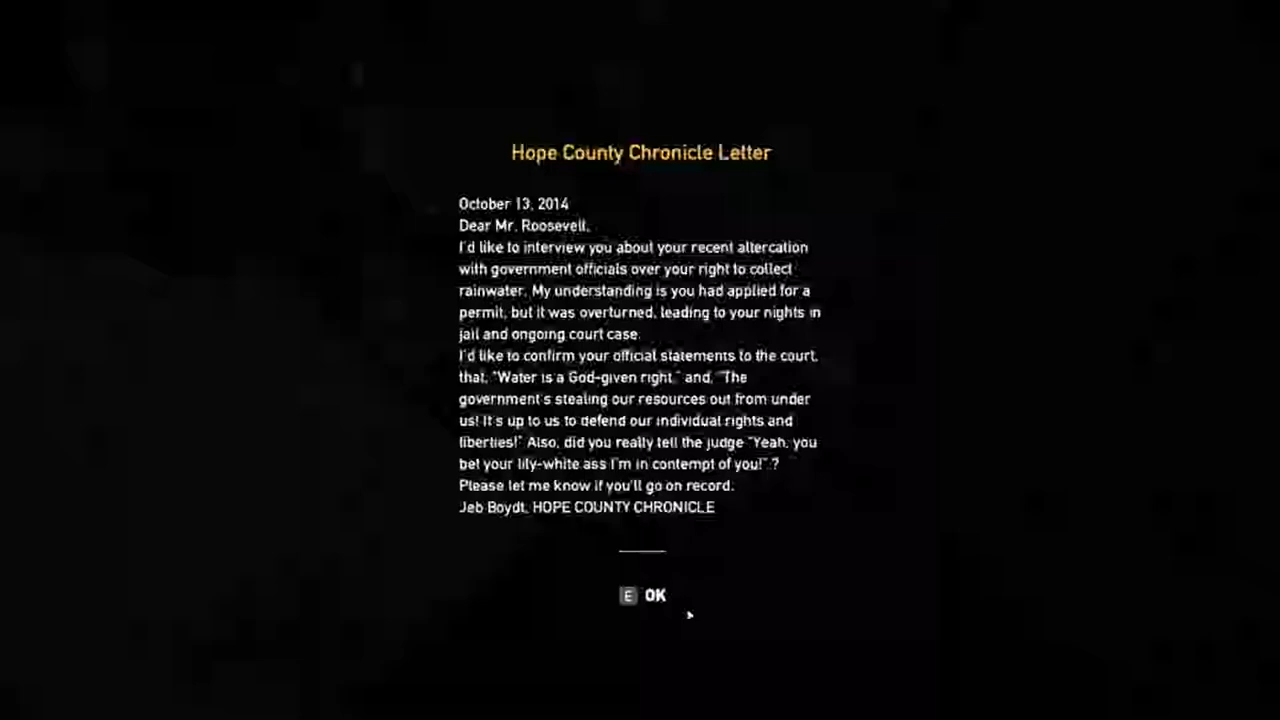 Hope County Chronicle Letter
October 13, 2014
Dear Mr. Roosevell,
I'd like to interview you about your recent altercation
with government officials over your right to collect
rainwater. My understanding is you had applied for a
permit, but it was overturned, leading to your nights in
jail and ongoing court case.
I'd like to confirm your official statements to the court,
that, "Water is a God-given right." and, "The
government's stealing our resources out from under
us! It's up to us to defend our individual rights and
liberties!" Also, did you really tell the judge "Yeah, you
bet your lily-white ass I'm in contempt of you!" ?
Please let me know if you'll go on record.
Jeb Boydt, HOPE COUNTY CHRONICLE
E OK